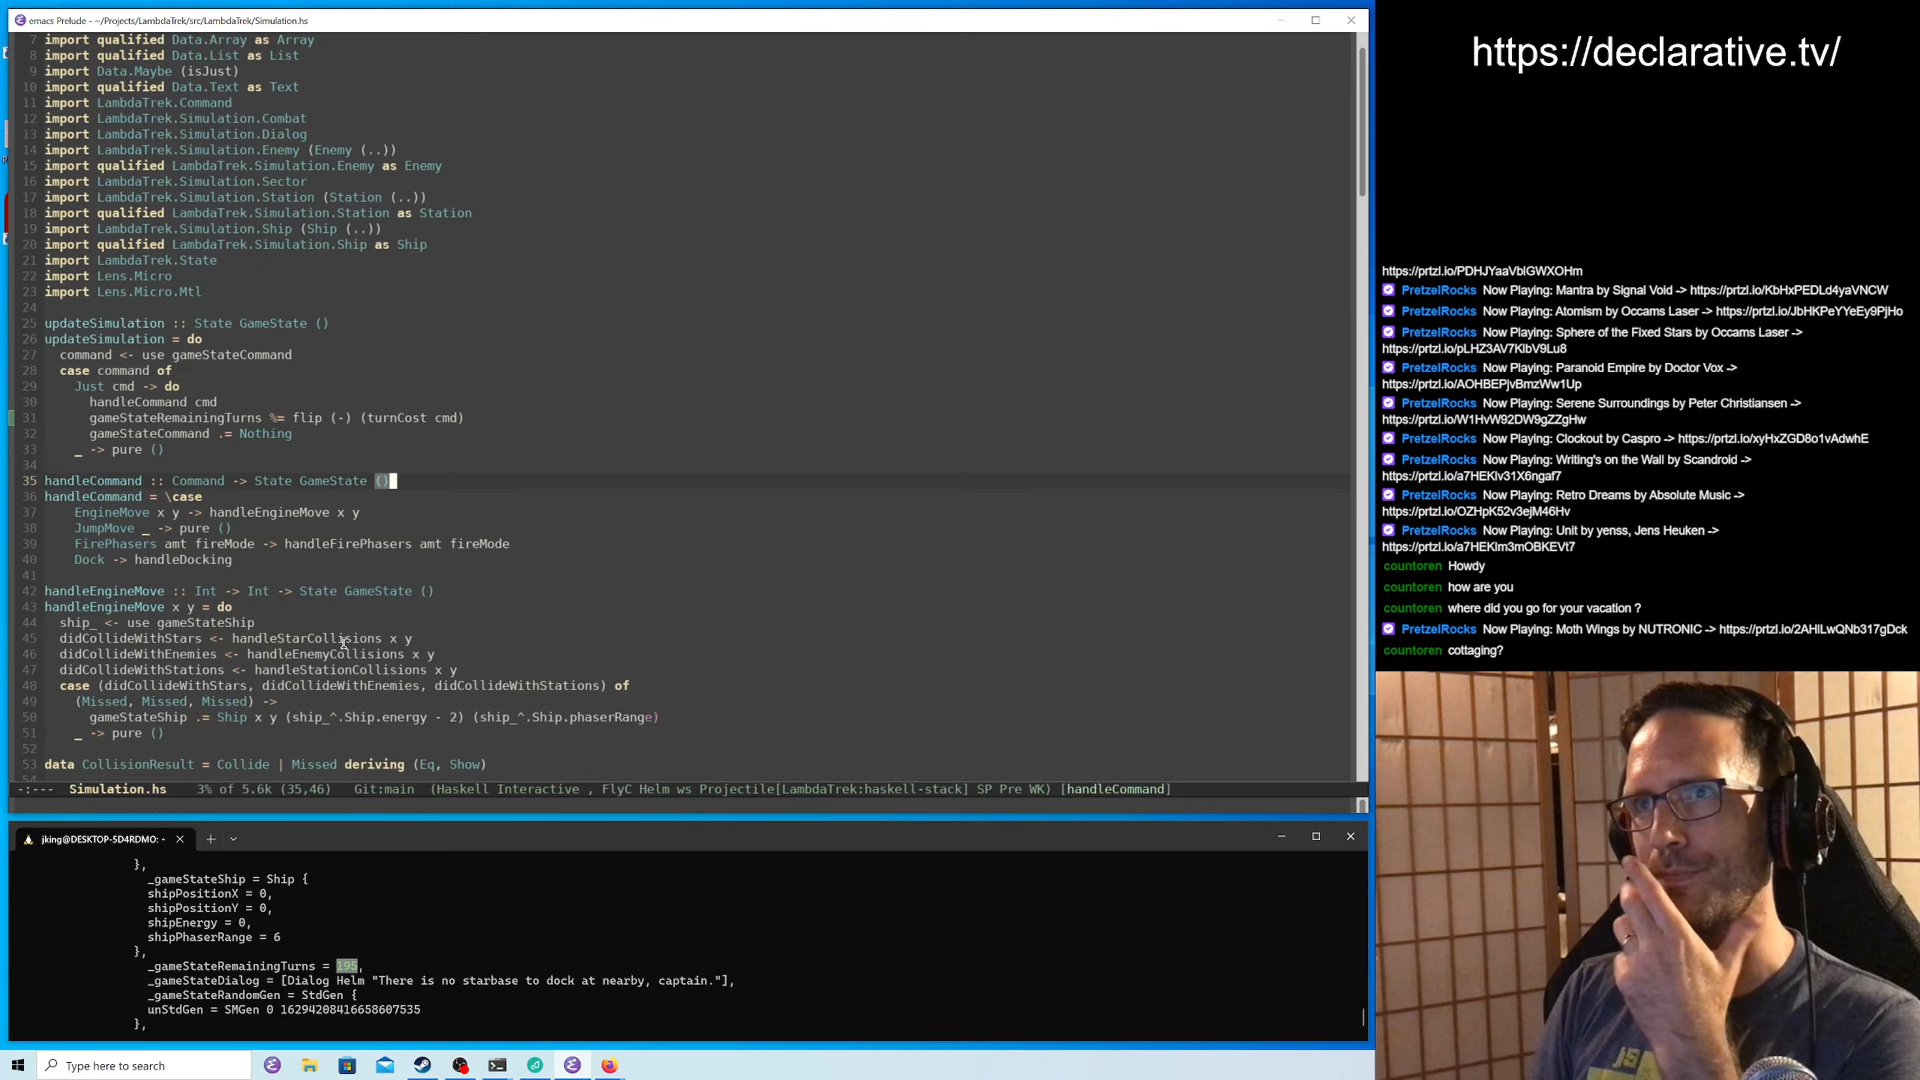 emacs Prelude - ~/Projects/LambdaTrek/src/LambdaTrek/Simulation.hs
7 import qualified Data.Array as Array
8 import qualified Data.List as List
9 import Data.Maybe (isJust)
10 import qualified Data.Text as Text
11 import LambdaTrek.Command
12 import LambdaTrek.Simulation.Combat
13 import LambdaTrek.Simulation.Dialog
14 import LambdaTrek.Simulation.Enemy (Enemy (..))
15 import qualified LambdaTrek.Simulation.Enemy as Enemy
16 import LambdaTrek.Simulation.Sector
17 import LambdaTrek.Simulation.Station (Station (..))
18 import qualified LambdaTrek.Simulation.Station as Station
19 import LambdaTrek.Simulation.Ship (Ship (..))
20 import qualified LambdaTrek.Simulation.Ship as Ship
21 import LambdaTrek.State
22 import Lens.Micro
23 import Lens.Micro.Mtl
24
25 updateSimulation :: State GameState ()
26 updateSimulation = do
27   command <- use gameStateCommand
28   case command of
29     Just cmd -> do
30       handleCommand cmd
31       gameStateRemainingTurns %= flip (-) (turnCost cmd)
32       gameStateCommand .= Nothing
33     _ -> pure ()
34
35 handleCommand :: Command -> State GameState ()
36 handleCommand = \case
37     EngineMove x y -> handleEngineMove x y
38     JumpMove _ -> pure ()
39     FirePhasers amt fireMode -> handleFirePhasers amt fireMode
40     Dock -> handleDocking
41
42 handleEngineMove :: Int -> Int -> State GameState ()
43 handleEngineMove x y = do
44   ship_ <- use gameStateShip
45   didCollideWithStars <- handleStarCollisions x y
46   didCollideWithEnemies <- handleEnemyCollisions x y
47   didCollideWithStations <- handleStationCollisions x y
48   case (didCollideWithStars, didCollideWithEnemies, didCollideWithStations) of
49     (Missed, Missed, Missed) ->
50       gameStateShip .= Ship x y (ship_^.Ship.energy - 2) (ship_^.Ship.phaserRange)
51     _ -> pure ()
52
53 data CollisionResult = Collide | Missed deriving (Eq, Show)
54
-:--- Simulation.hs 3% of 5.6k (35,46) Git:main (Haskell Interactive , FlyC Helm ws Projectile[LambdaTrek:haskell-stack] SP Pre WK) [handleCommand]
jking@DESKTOP-5D4RDMO: ~
},
_gameStateShip = Ship {
shipPositionX = 0,
shipPositionY = 0,
shipEnergy = 0,
shipPhaserRange = 6
},
_gameStateRemainingTurns = 195,
_gameStateDialog = [Dialog Helm "There is no starbase to dock at nearby, captain."],
_gameStateRandomGen = StdGen {
unStdGen = SMGen 0 16294208416658607535
},
Type here to search
https://declarative.tv/
https://prtzl.io/PDHJYaaVblGWXOHm
PretzelRocks Now Playing: Mantra by Signal Void -> https://prtzl.io/KbHxPEDLd4yaVNCW
PretzelRocks Now Playing: Atomism by Occams Laser -> https://prtzl.io/JbHKPeYYeEy9PjHo
PretzelRocks Now Playing: Sphere of the Fixed Stars by Occams Laser ->
https://prtzl.io/pLHZ3AV7KlbV9Lu8
PretzelRocks Now Playing: Paranoid Empire by Doctor Vox ->
https://prtzl.io/AOHBEPjvBmzWw1Up
PretzelRocks Now Playing: Serene Surroundings by Peter Christiansen ->
https://prtzl.io/W1HvW92DW9gZZgHw
PretzelRocks Now Playing: Clockout by Caspro -> https://prtzl.io/xyHxZGD8o1vAdwhE
PretzelRocks Now Playing: Writing's on the Wall by Scandroid ->
https://prtzl.io/a7HEKlv31X6ngaf7
PretzelRocks Now Playing: Retro Dreams by Absolute Music ->
https://prtzl.io/OZHpK52v3ejM46Hv
PretzelRocks Now Playing: Unit by yenss, Jens Heuken ->
https://prtzl.io/a7HEKlm3mOBKEVt7
countoren Howdy
countoren how are you
countoren where did you go for your vacation ?
PretzelRocks Now Playing: Moth Wings by NUTRONIC -> https://prtzl.io/2AHlLwQNb317gDck
countoren cottaging?